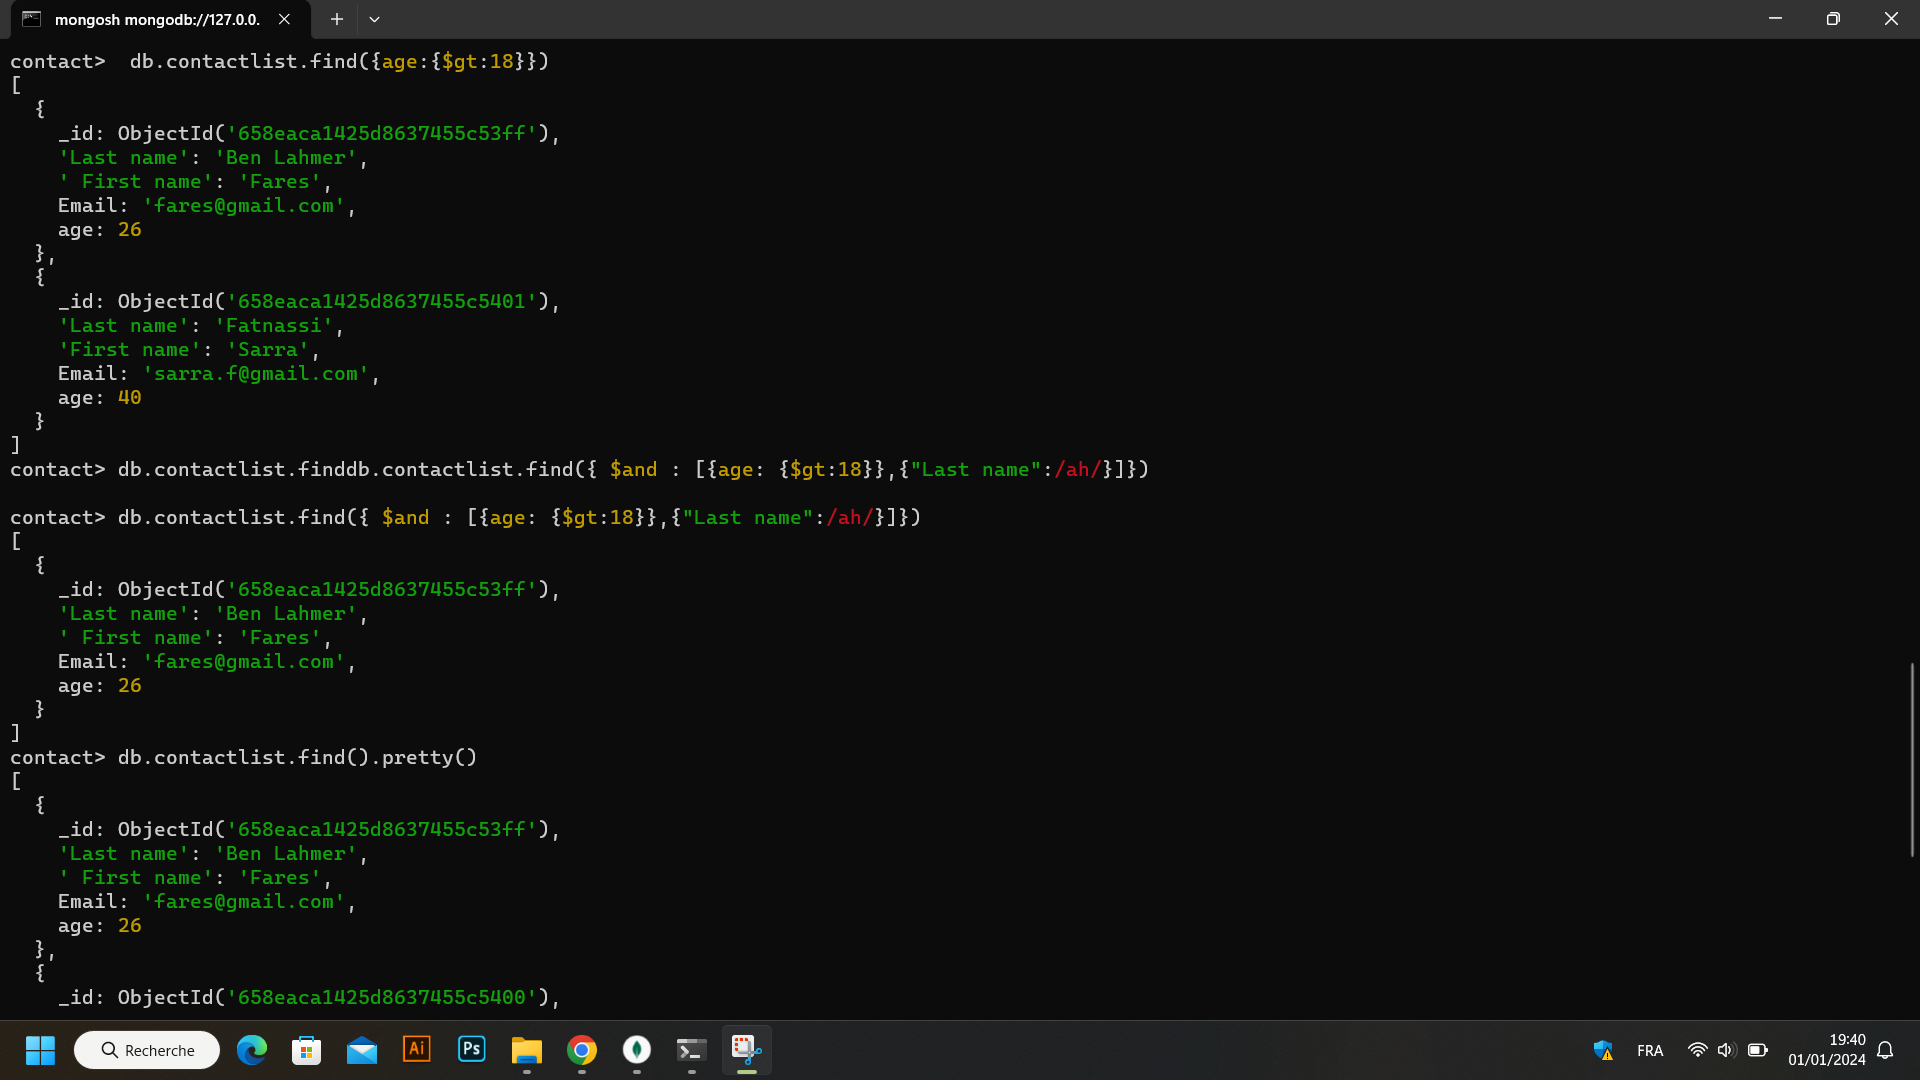 mongosh mongodb://127.0.0.
contact>  db.contactlist.find({age:{$gt:18}})
[
  {
    _id: ObjectId('658eaca1425d8637455c53ff'),
    'Last name': 'Ben Lahmer',
    ' First name': 'Fares',
    Email: 'fares@gmail.com',
    age: 26
  },
  {
    _id: ObjectId('658eaca1425d8637455c5401'),
    'Last name': 'Fatnassi',
    'First name': 'Sarra',
    Email: 'sarra.f@gmail.com',
    age: 40
  }
]
contact> db.contactlist.finddb.contactlist.find({ $and : [{age: {$gt:18}},{"Last name":/ah/}]})
contact> db.contactlist.find({ $and : [{age: {$gt:18}},{"Last name":/ah/}]})
[
  {
    _id: ObjectId('658eaca1425d8637455c53ff'),
    'Last name': 'Ben Lahmer',
    ' First name': 'Fares',
    Email: 'fares@gmail.com',
    age: 26
  }
]
contact> db.contactlist.find().pretty()
[
  {
    _id: ObjectId('658eaca1425d8637455c53ff'),
    'Last name': 'Ben Lahmer',
    ' First name': 'Fares',
    Email: 'fares@gmail.com',
    age: 26
  },
  {
    _id: ObjectId('658eaca1425d8637455c5400'),
Recherche
Ai
Ps
FRA
19:40
01/01/2024